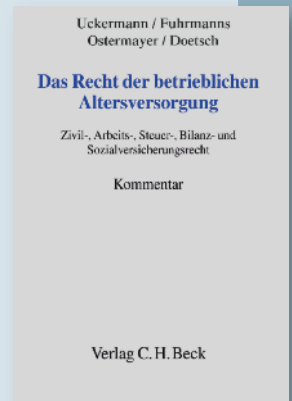 Uckermann / Fuhrmanns
Ostermayer / Doetsch
Das Recht der betrieblichen
Altersversorgung
Zivil-, Arbeits-, Steuer-, Bilanz- und
Sozialversicherungsrecht
Kommentar
Verlag C. H. Beck